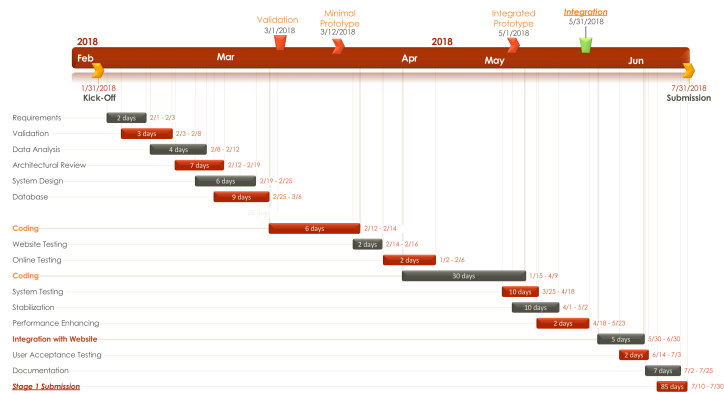 Validation
3/1/2018
Minimal
Prototype
3/12/2018
Integrated
Prototype
5/1/2018
Integration
5/31/2018
2018
2018
Feb
Mar
Apr
May
Jun
1/31/2018
Kick-Off
7/31/2018
Submission
Requirements 2 days 2/1 - 2/3
Validation 3 days 2/3 - 2/8
Data Analysis 4 days 2/8 - 2/12
Architectural Review 7 days 2/12 - 2/19
System Design 6 days 2/19 - 2/25
Database 9 days 2/25 - 3/6
Coding 6 days 2/12 - 2/14
Website Testing 2 days 2/14 - 2/16
Online Testing 2 days 1/2 - 2/6
Coding 30 days 1/15 - 4/9
System Testing 10 days 3/25 - 4/18
Stabilization 10 days 4/1 - 5/2
Performance Enhancing 2 days 4/18 - 5/23
Integration with Website 5 days 5/30 - 6/30
User Acceptance Testing 2 days 6/14 - 7/3
Documentation 7 days 7/2 - 7/25
Stage 1 Submission 85 days 7/10 - 7/30